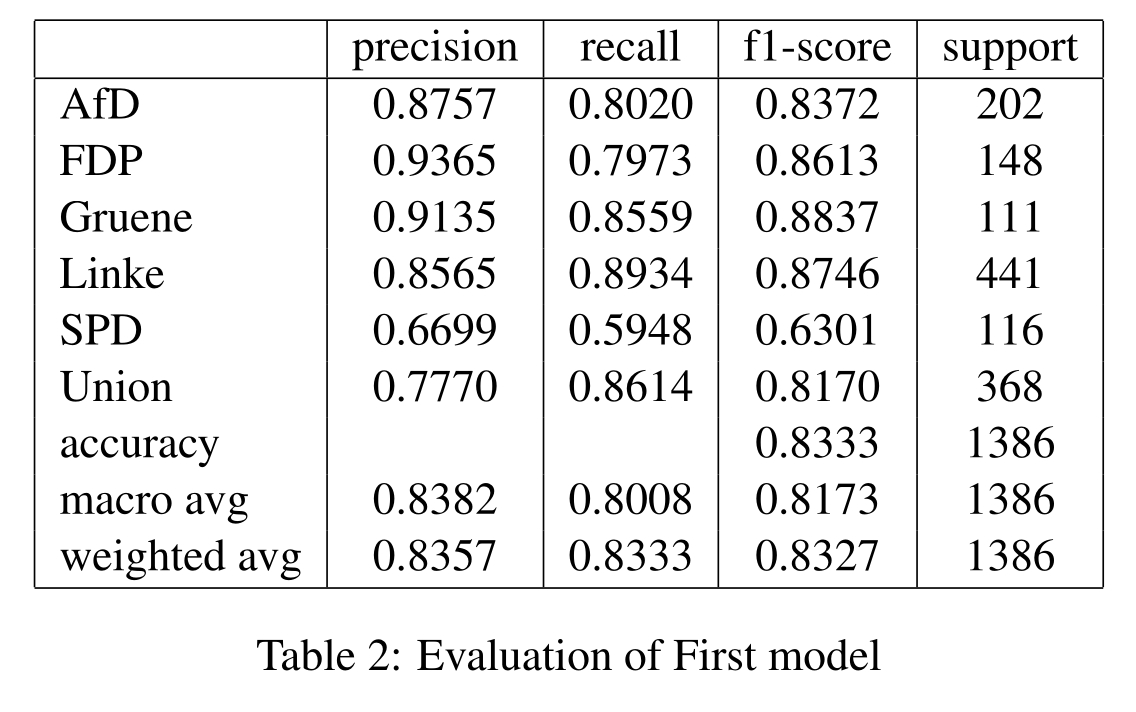 precision recall f1-score support
AfD 0.8757 0.8020 0.8372 202
FDP 0.9365 0.7973 0.8613 148
Gruene 0.9135 0.8559 0.8837 111
Linke 0.8565 0.8934 0.8746 441
SPD 0.6699 0.5948 0.6301 116
Union 0.7770 0.8614 0.8170 368
accuracy 0.8333 1386
macro avg 0.8382 0.8008 0.8173 1386
weighted avg 0.8357 0.8333 0.8327 1386
Table 2: Evaluation of First model